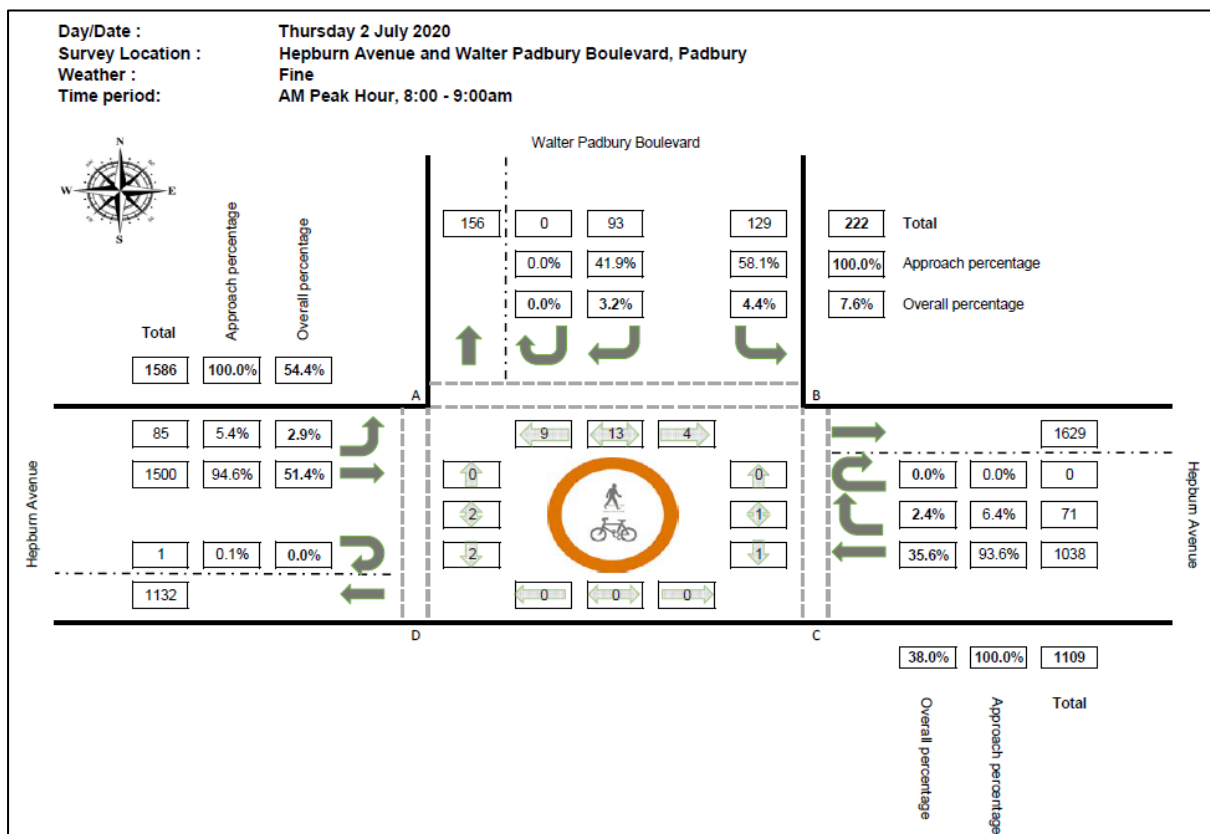 Day/Date : Thursday 2 July 2020
Survey Location : Hepburn Avenue and Walter Padbury Boulevard, Padbury
Weather : Fine
Time period: AM Peak Hour, 8:00 - 9:00am
N
W E
S
Walter Padbury Boulevard
156 0 93 129 222 Total
0.0% 41.9% 58.1% 100.0% Approach percentage
0.0% 3.2% 4.4% 7.6% Overall percentage
Total Approach percentage Overall percentage
1586 100.0% 54.4%
A B
85 5.4% 2.9% 9 13 4 1629
1500 94.6% 51.4% 0 0 0.0% 0.0% 0
Hepburn Avenue 2 1 2.4% 6.4% 71 Hepburn Avenue
1 0.1% 0.0% 2 1 35.6% 93.6% 1038
1132 0 0 0
D C
38.0% 100.0% 1109
Overall percentage Approach percentage Total